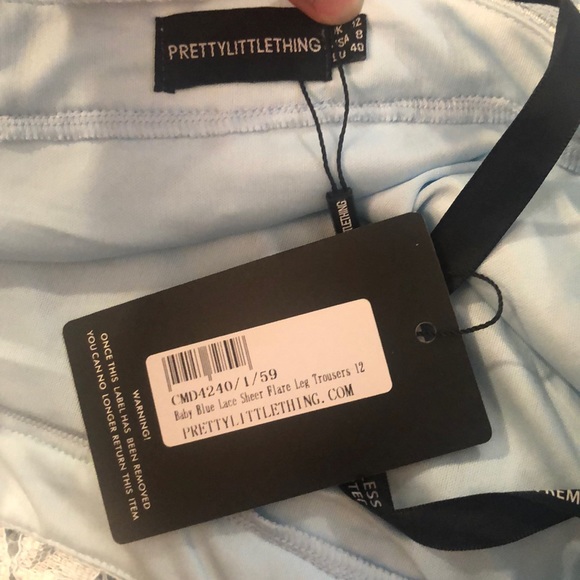 PRETTYLITTLETHING
UK 12
USA 8
EU 40
CMD4240/1/59
Baby Blue Lace Sheer Flare Leg Trousers 12
PRETTYLITTLETHING.COM
WARNING!
ONCE THIS LABEL HAS BEEN REMOVED
YOU CAN NO LONGER RETURN THIS ITEM